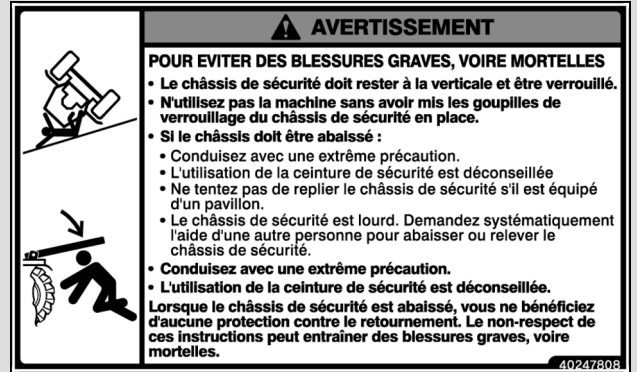 AVERTISSEMENT
POUR EVITER DES BLESSURES GRAVES, VOIRE MORTELLES
• Le châssis de sécurité doit rester à la verticale et être verrouillé.
• N'utilisez pas la machine sans avoir mis les goupilles de
verrouillage du châssis de sécurité en place.
• Si le châssis doit être abaissé :
• Conduisez avec une extrême précaution.
• L'utilisation de la ceinture de sécurité est déconseillée
• Ne tentez pas de replier le châssis de sécurité s'il est équipé
d'un pavillon.
• Le châssis de sécurité est lourd. Demandez systématiquement
l'aide d'une autre personne pour abaisser ou relever le
châssis de sécurité.
• Conduisez avec une extrême précaution.
• L'utilisation de la ceinture de sécurité est déconseillée.
Lorsque le châssis de sécurité est abaissé, vous ne bénéficiez
d'aucune protection contre le retournement. Le non-respect de
ces instructions peut entraîner des blessures graves, voire
mortelles.
40247808